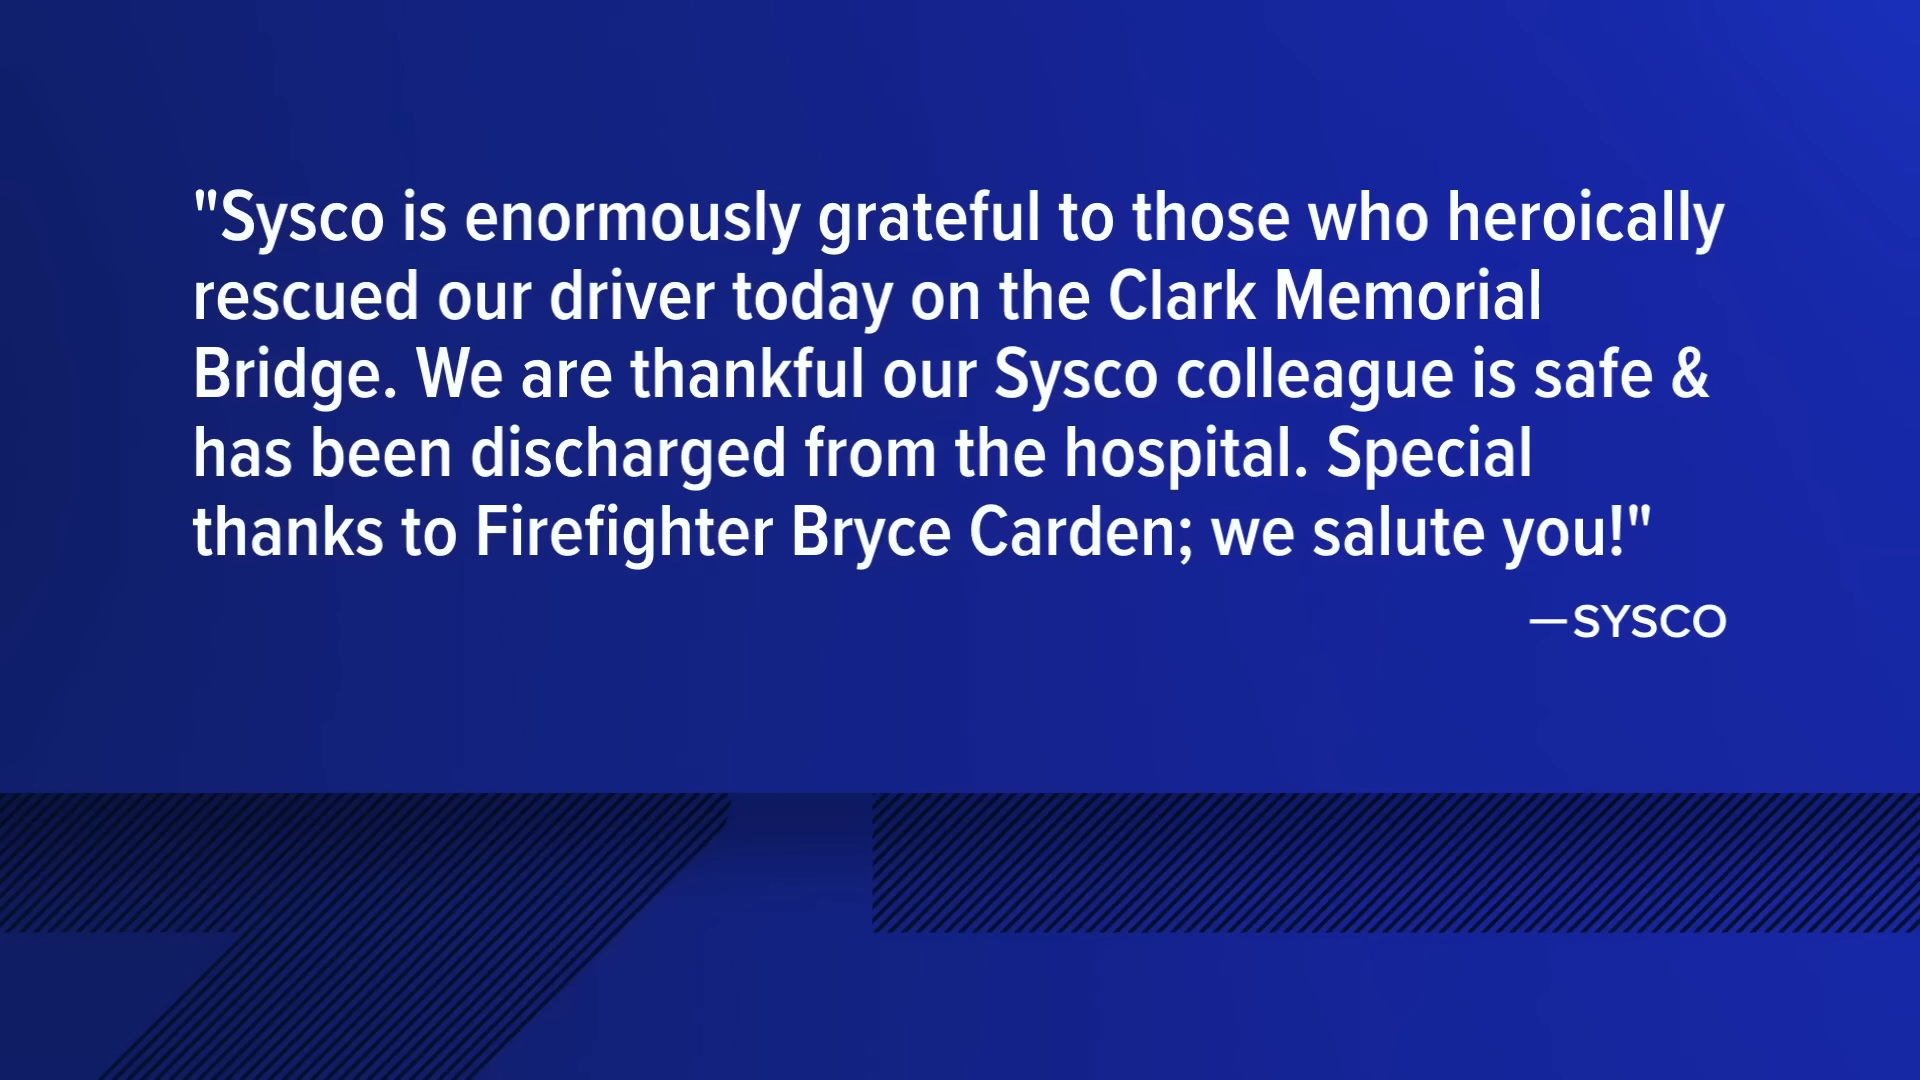 "Sysco is enormously grateful to those who heroically
rescued our driver today on the Clark Memorial
Bridge. We are thankful our Sysco colleague is safe &
has been discharged from the hospital. Special
thanks to Firefighter Bryce Carden; we salute you!"
—SYSCO